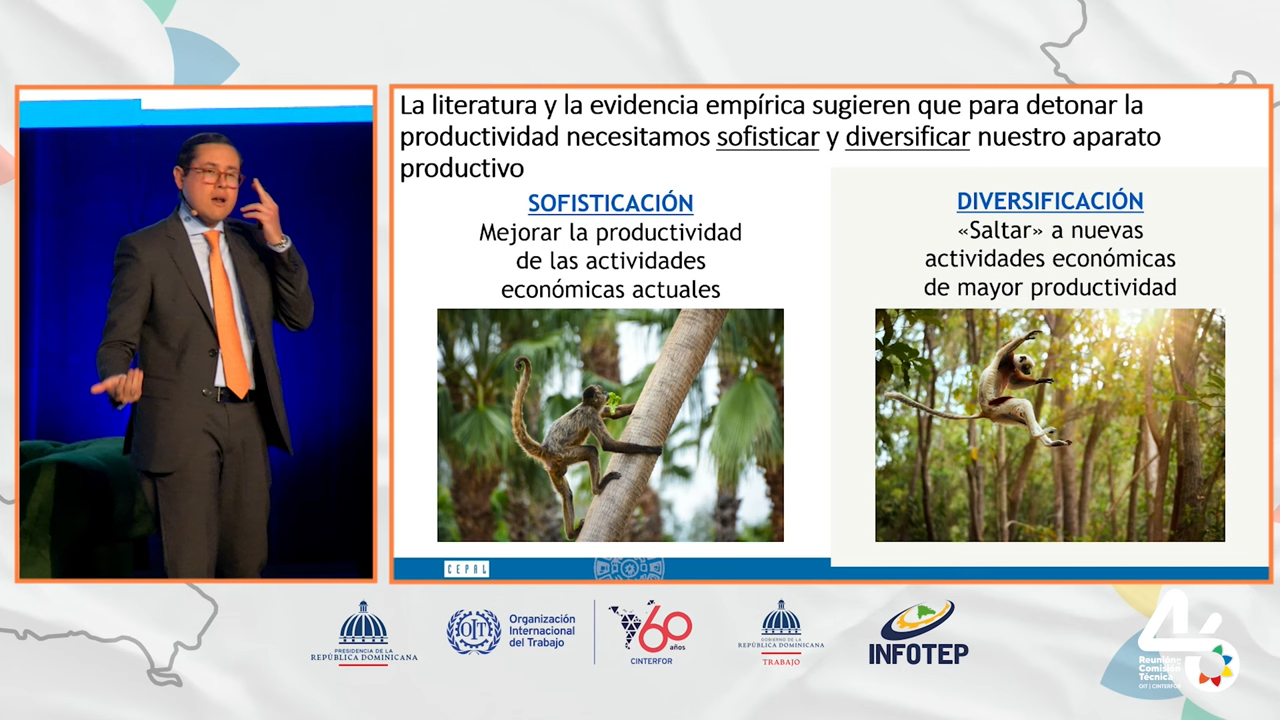 La literatura y la evidencia empírica sugieren que para detonar la
productividad necesitamos sofisticar y diversificar nuestro aparato
productivo
SOFISTICACIÓN
Mejorar la productividad
de las actividades
económicas actuales
DIVERSIFICACIÓN
«Saltar» a nuevas
actividades económicas
de mayor productividad
CEPAL
PRESIDENCIA DE LA
REPÚBLICA DOMINICANA
OIT
Organización
Internacional
del Trabajo
60
años
CINTERFOR
GOBIERNO DE LA
REPÚBLICA DOMINICANA
TRABAJO
INFOTEP
46
Reunión
Comisión
Técnica
OIT | CINTERFOR